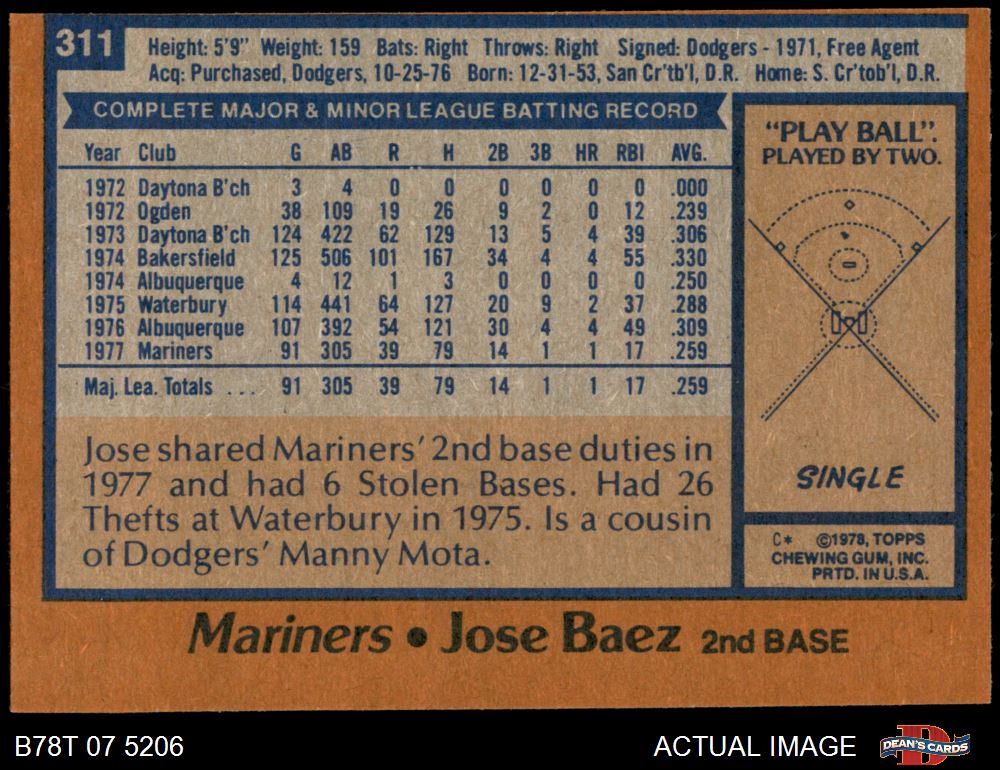 311
Height: 5'9" Weight: 159 Bats: Right Throws: Right Signed: Dodgers - 1971, Free Agent
Acq: Purchased, Dodgers, 10-25-76 Born: 12-31-53, San Cr'tb'l, D.R. Home: S. Cr'tob'l, D.R.
COMPLETE MAJOR & MINOR LEAGUE BATTING RECORD
Year Club G AB R H 2B 3B HR RBI AVG.
1972 Daytona B'ch 3 4 0 0 0 0 0 0 .000
1972 Ogden 38 109 19 26 9 2 0 12 .239
1973 Daytona B'ch 124 422 62 129 13 5 4 39 .306
1974 Bakersfield 125 506 101 167 34 4 4 55 .330
1974 Albuquerque 4 12 1 3 0 0 0 0 .250
1975 Waterbury 114 441 64 127 20 9 2 37 .288
1976 Albuquerque 107 392 54 121 30 4 4 49 .309
1977 Mariners 91 305 39 79 14 1 1 17 .259
Maj. Lea. Totals ... 91 305 39 79 14 1 1 17 .259
Jose shared Mariners' 2nd base duties in
1977 and had 6 Stolen Bases. Had 26
Thefts at Waterbury in 1975. Is a cousin
of Dodgers' Manny Mota.
"PLAY BALL".
PLAYED BY TWO.
SINGLE
C* ©1978, TOPPS
CHEWING GUM, INC.
PRTD. IN U.S.A.
Mariners • Jose Baez 2nd BASE
B78T 07 5206
ACTUAL IMAGE
D
DEAN'S CARDS